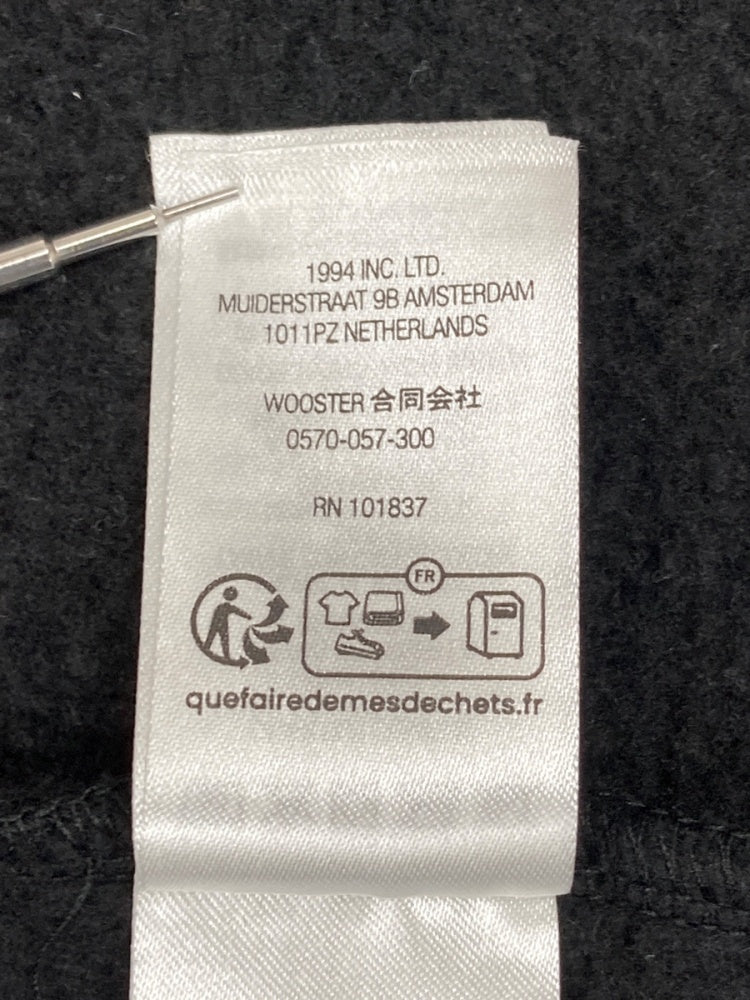 1994 INC. LTD.
MUIDERSTRAAT 9B AMSTERDAM
1011PZ NETHERLANDS
WOOSTER 合同会社
0570-057-300
RN 101837
FR
quefairedemesdechets.fr